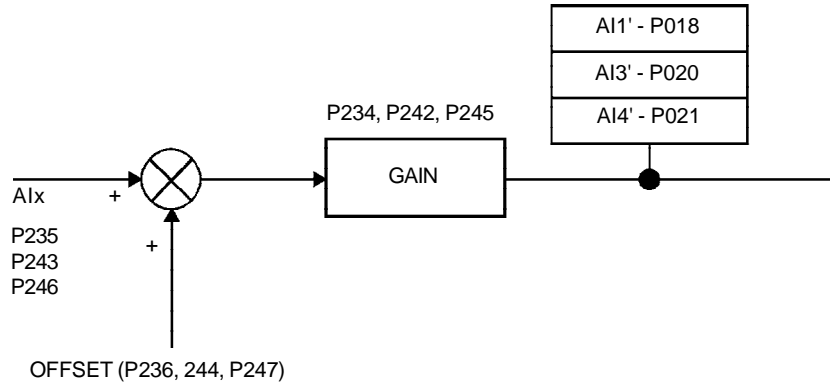 AI1' - P018
AI3' - P020
AI4' - P021
P234, P242, P245
GAIN
AIx
+
P235
P243
P246
+
OFFSET (P236, 244, P247)